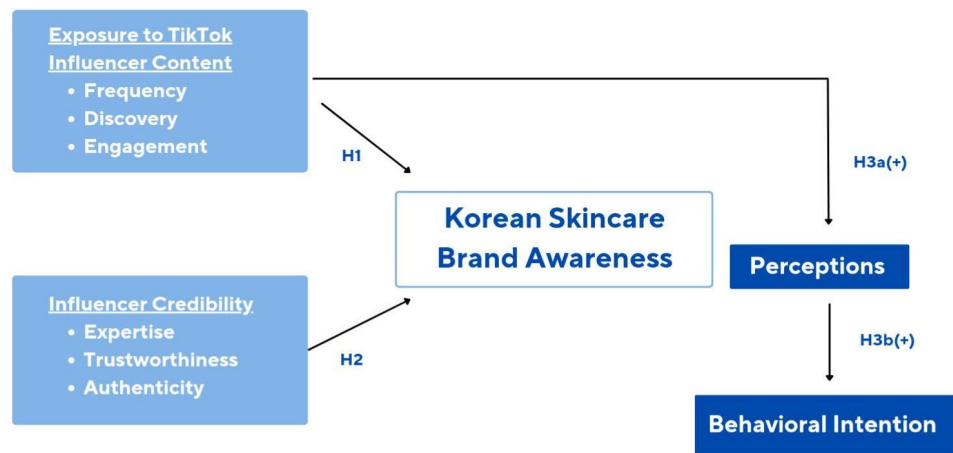 Exposure to TikTok
Influencer Content
• Frequency
• Discovery
• Engagement
H1
H3a(+)
Korean Skincare
Brand Awareness
Perceptions
Influencer Credibility
• Expertise
• Trustworthiness
• Authenticity
H2
H3b(+)
Behavioral Intention